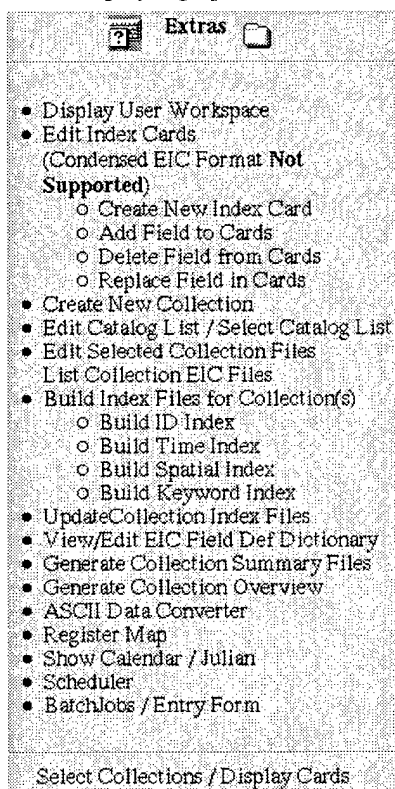 Extras
• Display User Workspace
• Edit Index Cards
(Condensed EIC Format Not
Supported)
o Create New Index Card
o Add Field to Cards
o Delete Field from Cards
o Replace Field in Cards
• Create New Collection
• Edit Catalog List / Select Catalog List
• Edit Selected Collection Files
List Collection EIC Files
• Build Index Files for Collection(s)
o Build ID Index
o Build Time Index
o Build Spatial Index
o Build Keyword Index
• UpdateCollection Index Files
• View/Edit EIC Field Def Dictionary
• Generate Collection Summary Files
• Generate Collection Overview
• ASCII Data Converter
• Register Map
• Show Calendar / Julian
• Scheduler
• BatchJobs / Entry Form
Select Collections / Display Cards